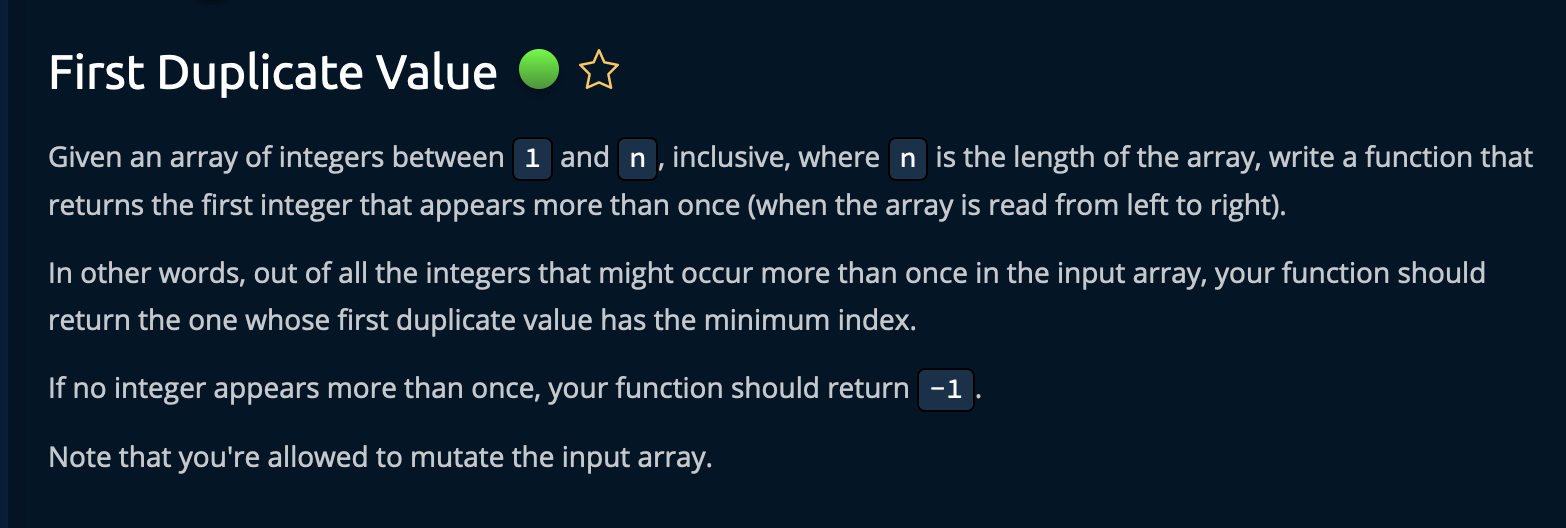 First Duplicate Value
Given an array of integers between 1 and n, inclusive, where n is the length of the array, write a function that
returns the first integer that appears more than once (when the array is read from left to right).
In other words, out of all the integers that might occur more than once in the input array, your function should
return the one whose first duplicate value has the minimum index.
If no integer appears more than once, your function should return -1.
Note that you're allowed to mutate the input array.